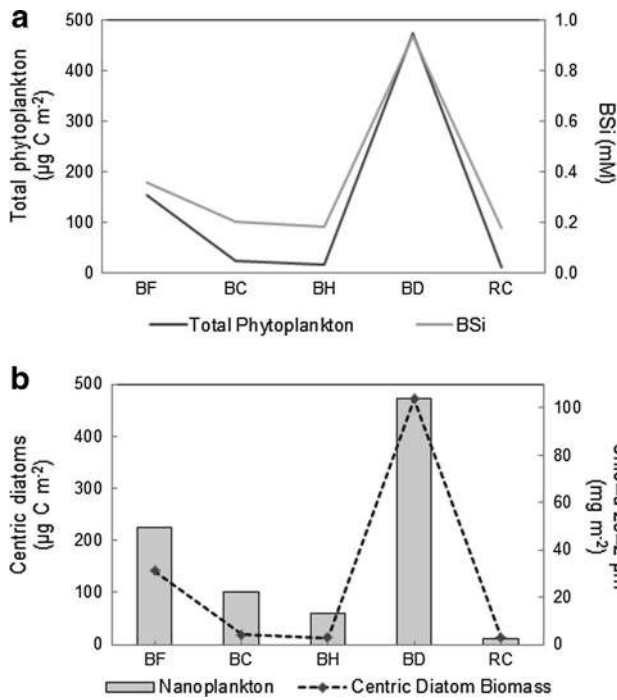 a
500
400
300
200
100
0
Total phytoplankton
(µg C m-2)
1.0
0.8
0.6
0.4
0.2
0.0
BSi (mM)
BF BC BH BD RC
Total Phytoplankton BSi
b
500
400
300
200
100
0
Centric diatoms
(µg C m-2)
100
80
60
40
20
0
(mg m-2)
BF BC BH BD RC
Nanoplankton Centric Diatom Biomass